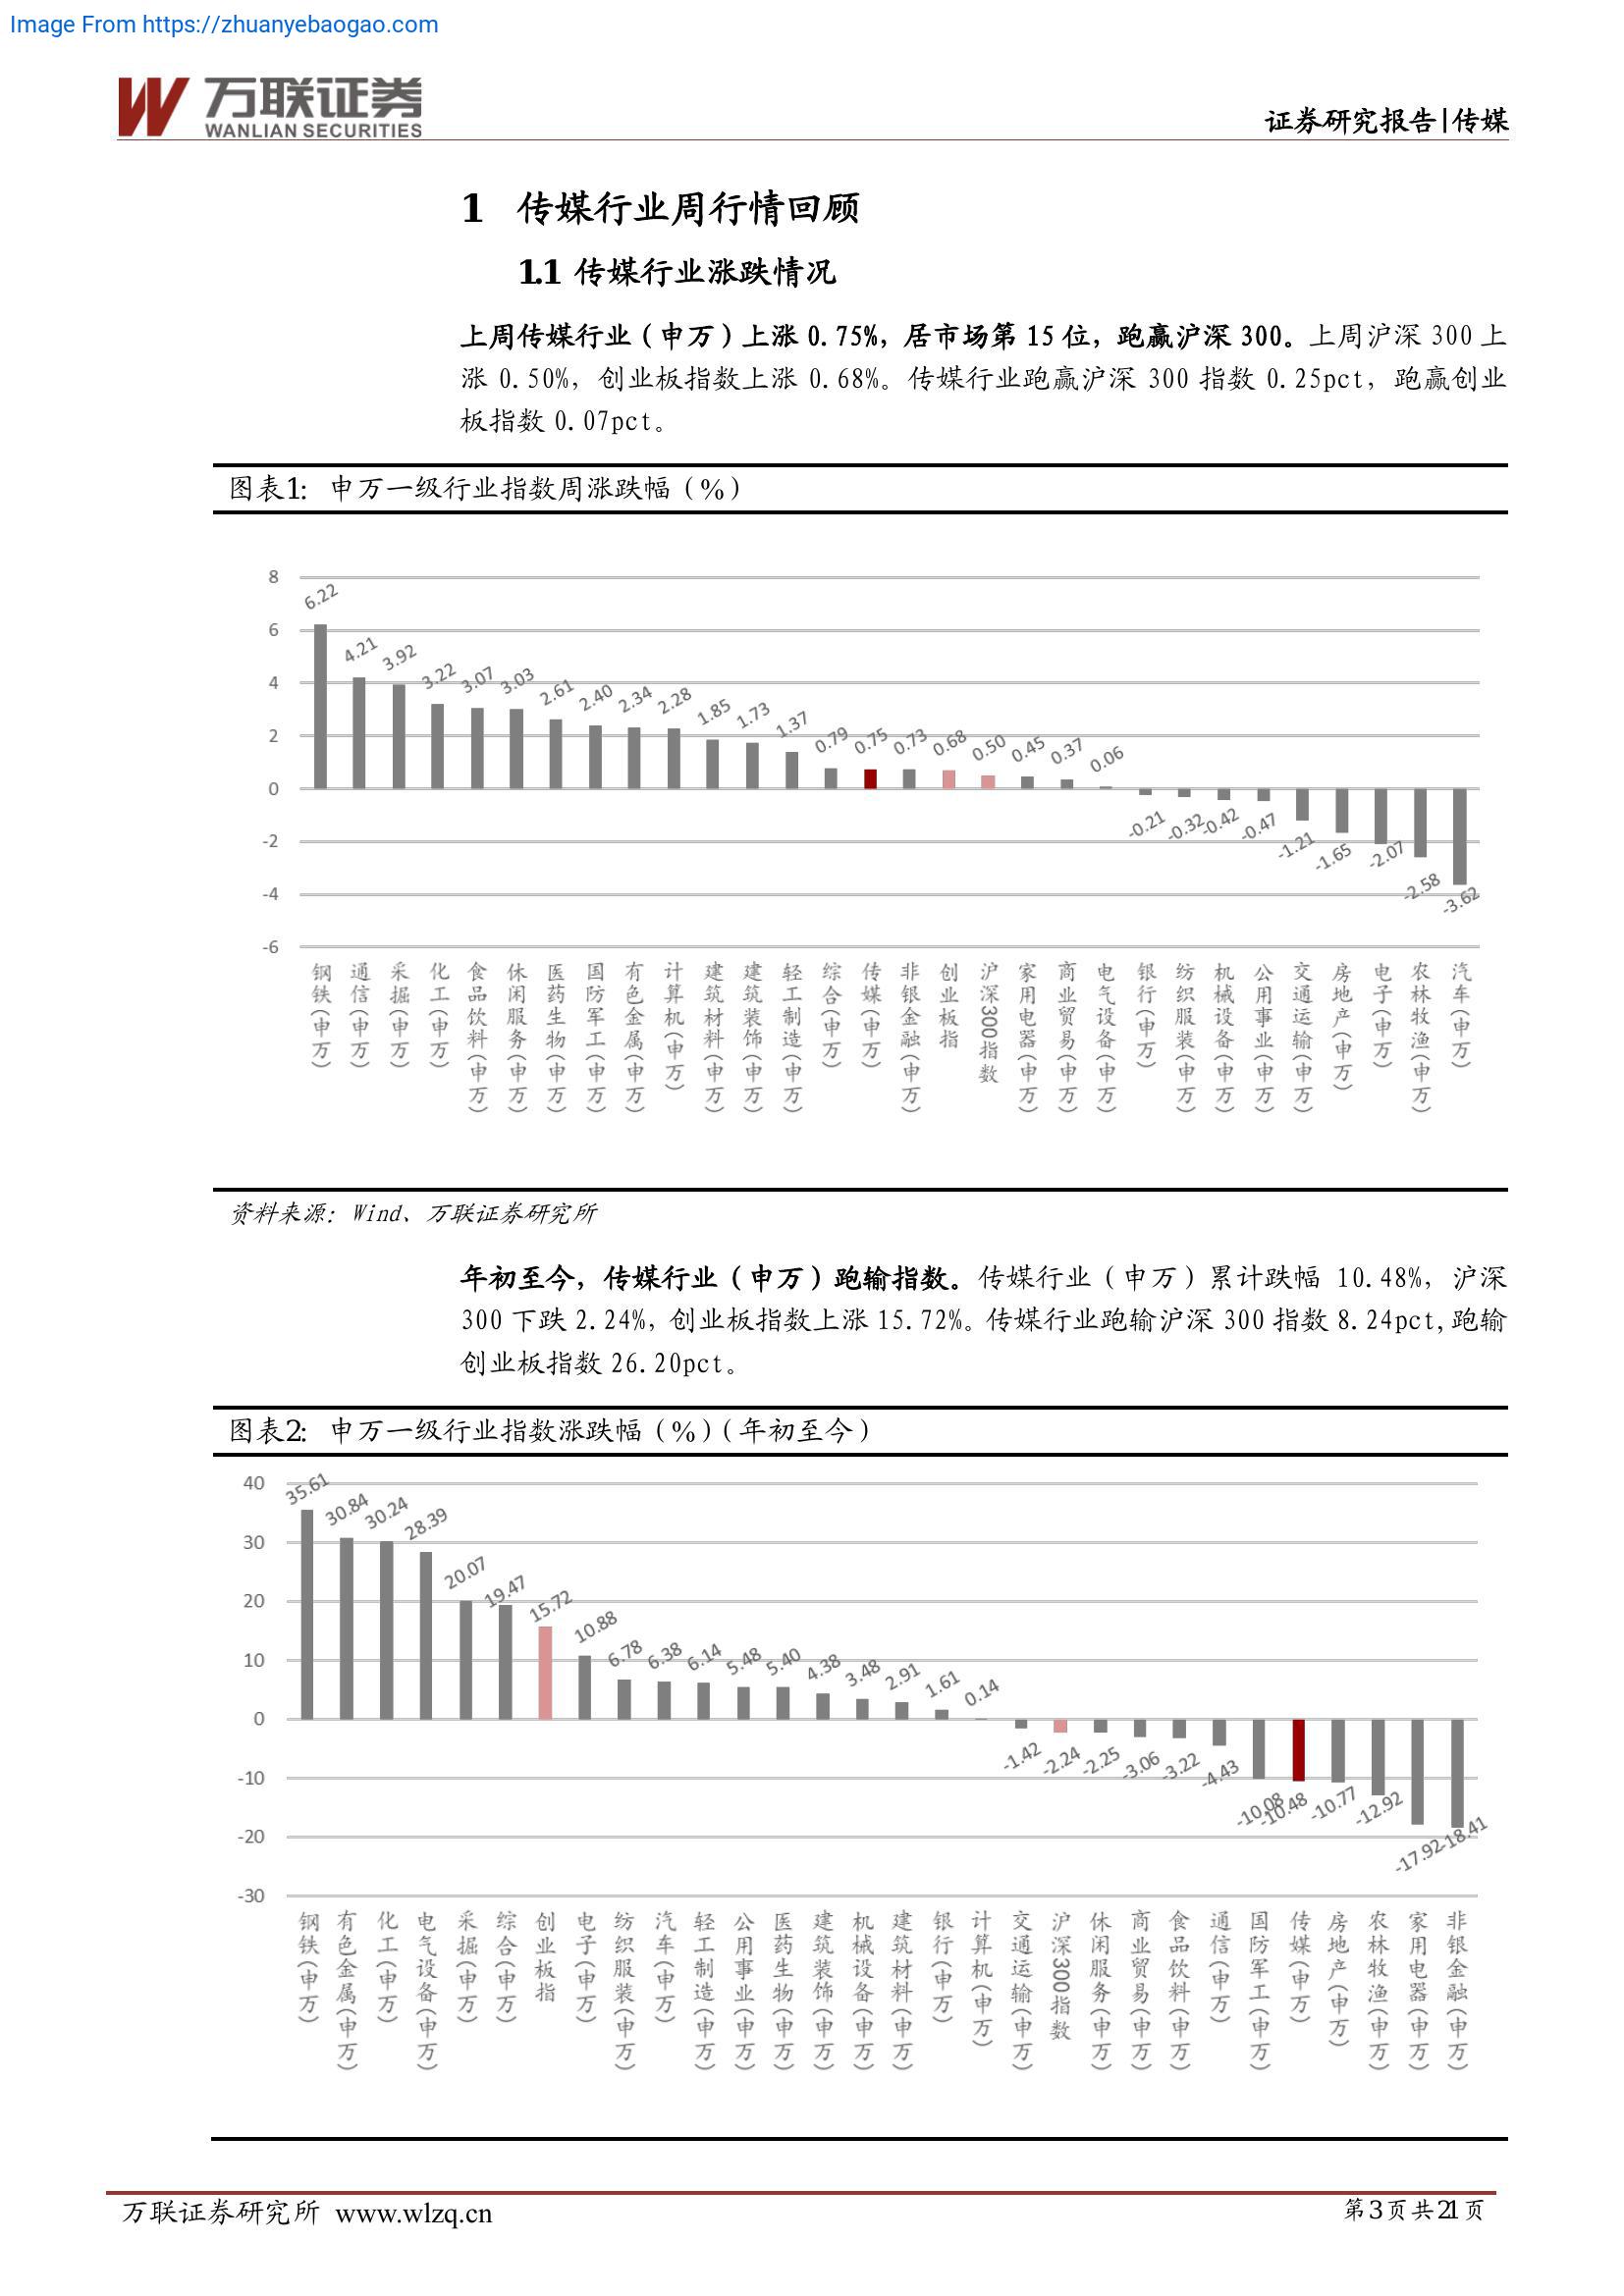 Image From https://zhuanyebaogao.com
万联证券
WANLIAN SECURITIES
证券研究报告|传媒
1 传媒行业周行情回顾
1.1 传媒行业涨跌情况
上周传媒行业（申万）上涨 0.75%，居市场第 15 位，跑赢沪深 300。上周沪深 300 上
涨 0.50%，创业板指数上涨 0.68%。传媒行业跑赢沪深 300 指数 0.25pct，跑赢创业
板指数 0.07pct。
图表1: 申万一级行业指数周涨跌幅（%）
8
6
4
2
0
-2
-4
-6
6.22
4.21
3.92
3.22
3.07
3.03
2.61
2.40
2.34
2.28
1.85
1.73
1.37
0.79
0.75
0.73
0.68
0.50
0.45
0.37
0.06
-0.21
-0.32
-0.42
-0.47
-1.21
-1.65
-2.07
-2.58
-3.62
钢铁(申万)
通信(申万)
采掘(申万)
化工(申万)
食品饮料(申万)
休闲服务(申万)
医药生物(申万)
国防军工(申万)
有色金属(申万)
计算机(申万)
建筑材料(申万)
建筑装饰(申万)
轻工制造(申万)
综合(申万)
传媒(申万)
非银金融(申万)
创业板指
沪深300指数
家用电器(申万)
商业贸易(申万)
电气设备(申万)
银行(申万)
纺织服装(申万)
机械设备(申万)
公用事业(申万)
交通运输(申万)
房地产(申万)
电子(申万)
农林牧渔(申万)
汽车(申万)
资料来源：Wind、万联证券研究所
年初至今，传媒行业（申万）跑输指数。传媒行业（申万）累计跌幅 10.48%，沪深
300 下跌 2.24%，创业板指数上涨 15.72%。传媒行业跑输沪深 300 指数 8.24pct,跑输
创业板指数 26.20pct。
图表2: 申万一级行业指数涨跌幅（%）（年初至今）
40
30
20
10
0
-10
-20
-30
35.61
30.84
30.24
28.39
20.07
19.47
15.72
10.88
6.78
6.38
6.14
5.48
5.40
4.38
3.48
2.91
1.61
0.14
-1.42
-2.24
-2.25
-3.06
-3.22
-4.43
-10.08
-10.48
-10.77
-12.92
-17.92
-18.41
钢铁(申万)
有色金属(申万)
化工(申万)
电气设备(申万)
采掘(申万)
综合(申万)
创业板指
电子(申万)
纺织服装(申万)
汽车(申万)
轻工制造(申万)
公用事业(申万)
医药生物(申万)
建筑装饰(申万)
机械设备(申万)
建筑材料(申万)
银行(申万)
计算机(申万)
交通运输(申万)
沪深300指数
休闲服务(申万)
商业贸易(申万)
食品饮料(申万)
通信(申万)
国防军工(申万)
传媒(申万)
房地产(申万)
农林牧渔(申万)
家用电器(申万)
非银金融(申万)
万联证券研究所 www.wlzq.cn
第 3 页 共 21 页